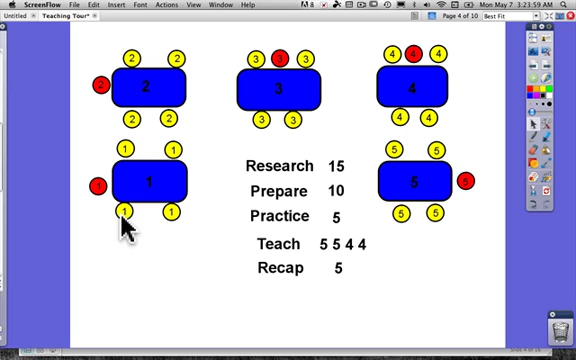 ScreenFlow File Edit Insert Font Actions View Window Help Mon May 7 3:23:59 AM
Untitled Teaching Tour* Page 4 of 10 Best Fit
2 2 3 3 3 4 4 4
2 2 3 4
2 2 3 3 4 4
1 1 5 5
1 1 5 5
1 1 5 5
Research 15
Prepare 10
Practice 5
Teach 5 5 4 4
Recap 5